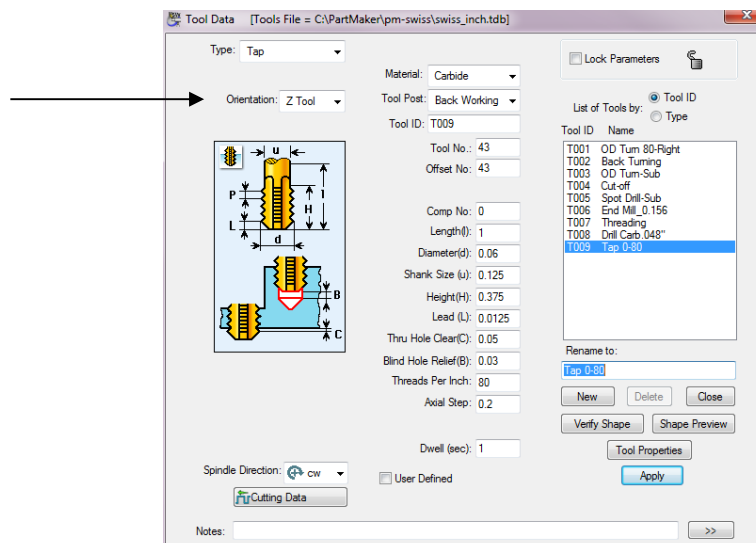 Tool Data    [Tools File = C:\PartMaker\pm-swiss\swiss_inch.tdb]
Type: Tap
Orientation: Z Tool
u
P
L
H
l
d
B
C
Spindle Direction: CW
Cutting Data
Material: Carbide
Tool Post: Back Working
Tool ID: T009
Tool No.: 43
Offset No: 43
Comp No: 0
Length(l): 1
Diameter(d): 0.06
Shank Size (u): 0.125
Height(H): 0.375
Lead (L): 0.0125
Thru Hole Clear(C): 0.05
Blind Hole Relief(B): 0.03
Threads Per Inch: 80
Axial Step: 0.2
Dwell (sec): 1
User Defined
Lock Parameters
List of Tools by: Tool ID
Type
Tool ID Name
T001 OD Turn 80-Right
T002 Back Turning
T003 OD Turn-Sub
T004 Cut-off
T005 Spot Drill-Sub
T006 End Mill_0.156
T007 Threading
T008 Drill Carb.048"
T009 Tap 0-80
Rename to:
Tap 0-80
New Delete Close
Verify Shape Shape Preview
Tool Properties
Apply
Notes: >>